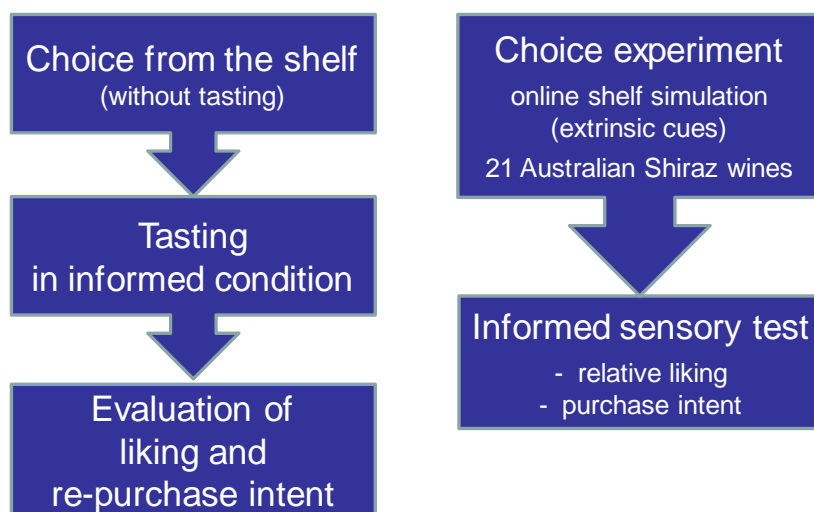 Choice from the shelf
(without tasting)
Tasting
in informed condition
Evaluation of
liking and
re-purchase intent
Choice experiment
online shelf simulation
(extrinsic cues)
21 Australian Shiraz wines
Informed sensory test
- relative liking
- purchase intent